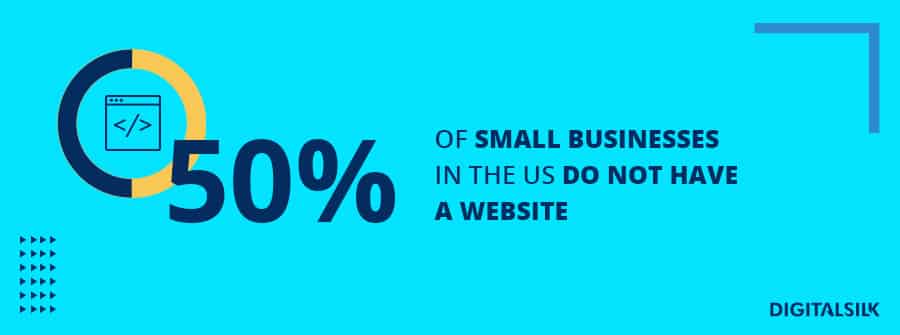 </>
50%
OF SMALL BUSINESSES
IN THE US DO NOT HAVE
A WEBSITE
DIGITALSILK